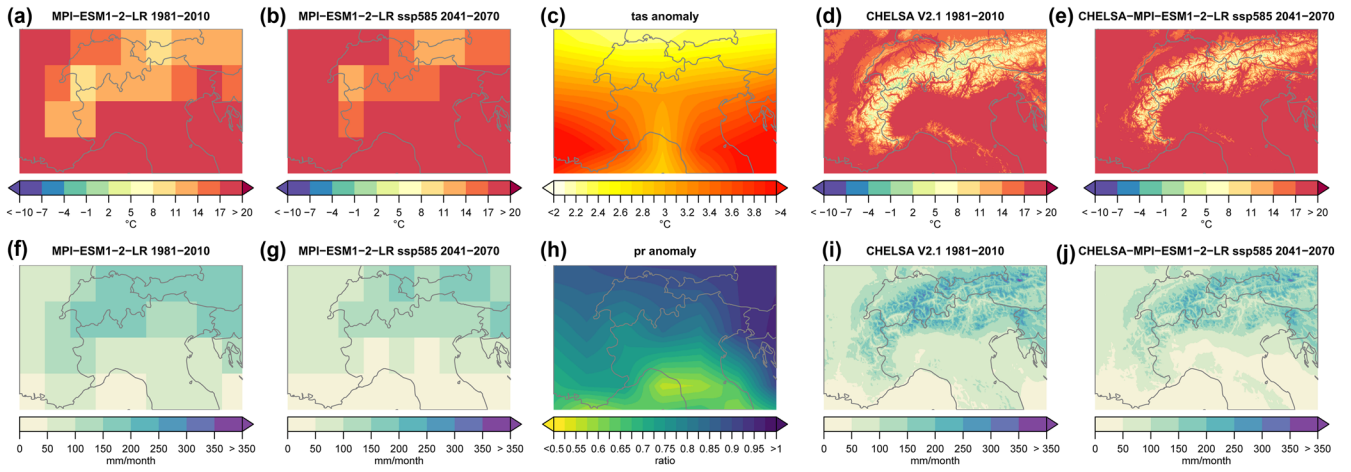 (a) MPI−ESM1−2−LR 1981−2010
(b) MPI−ESM1−2−LR ssp585 2041−2070
(c) tas anomaly
(d) CHELSA V2.1 1981−2010
(e) CHELSA−MPI−ESM1−2−LR ssp585 2041−2070
< −10 −7 −4 −1 2 5 8 11 14 17 > 20
°C
< −10 −7 −4 −1 2 5 8 11 14 17 > 20
°C
<2 2.2 2.4 2.6 2.8 3 3.2 3.4 3.6 3.8 >4
°C
< −10 −7 −4 −1 2 5 8 11 14 17 > 20
°C
< −10 −7 −4 −1 2 5 8 11 14 17 > 20
°C
(f) MPI−ESM1−2−LR 1981−2010
(g) MPI−ESM1−2−LR ssp585 2041−2070
(h) pr anomaly
(i) CHELSA V2.1 1981−2010
(j) CHELSA−MPI−ESM1−2−LR ssp585 2041−2070
0 50 100 150 200 250 300 > 350
mm/month
0 50 100 150 200 250 300 > 350
mm/month
<0.5 0.55 0.6 0.65 0.7 0.75 0.8 0.85 0.9 0.95 >1
ratio
0 50 100 150 200 250 300 > 350
mm/month
0 50 100 150 200 250 300 > 350
mm/month